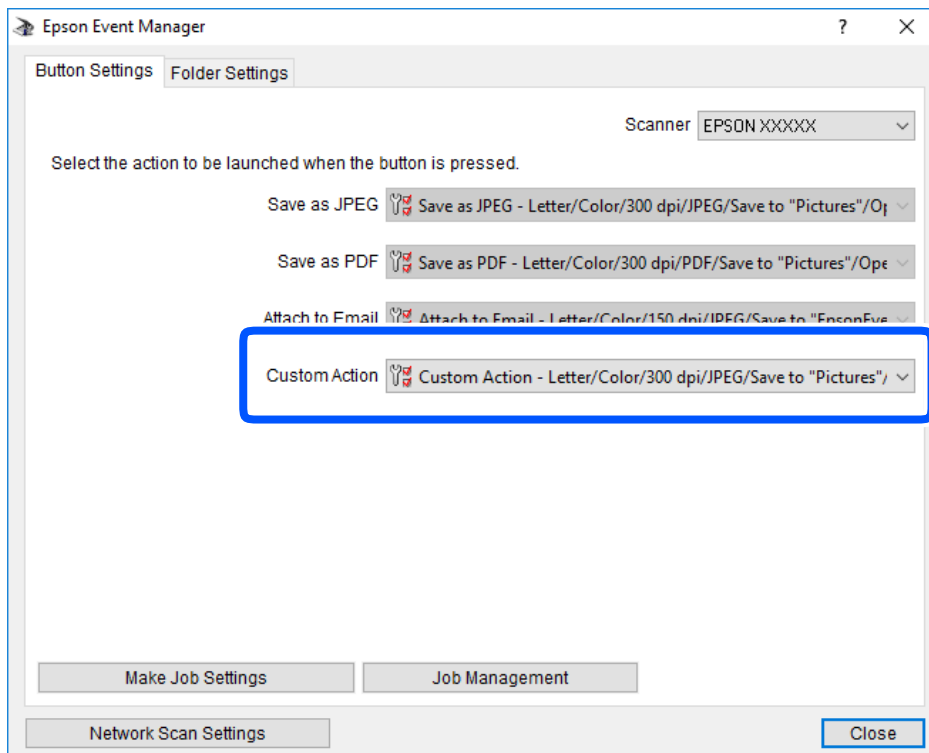 Epson Event Manager
Button Settings Folder Settings
Scanner EPSON XXXXX
Select the action to be launched when the button is pressed.
Save as JPEG Save as JPEG - Letter/Color/300 dpi/JPEG/Save to "Pictures"/Op
Save as PDF Save as PDF - Letter/Color/300 dpi/PDF/Save to "Pictures"/Ope
Attach to Email Attach to Email - Letter/Color/150 dpi/JPEG/Save to "EpsonEve
Custom Action Custom Action - Letter/Color/300 dpi/JPEG/Save to "Pictures"/
Make Job Settings Job Management
Network Scan Settings Close